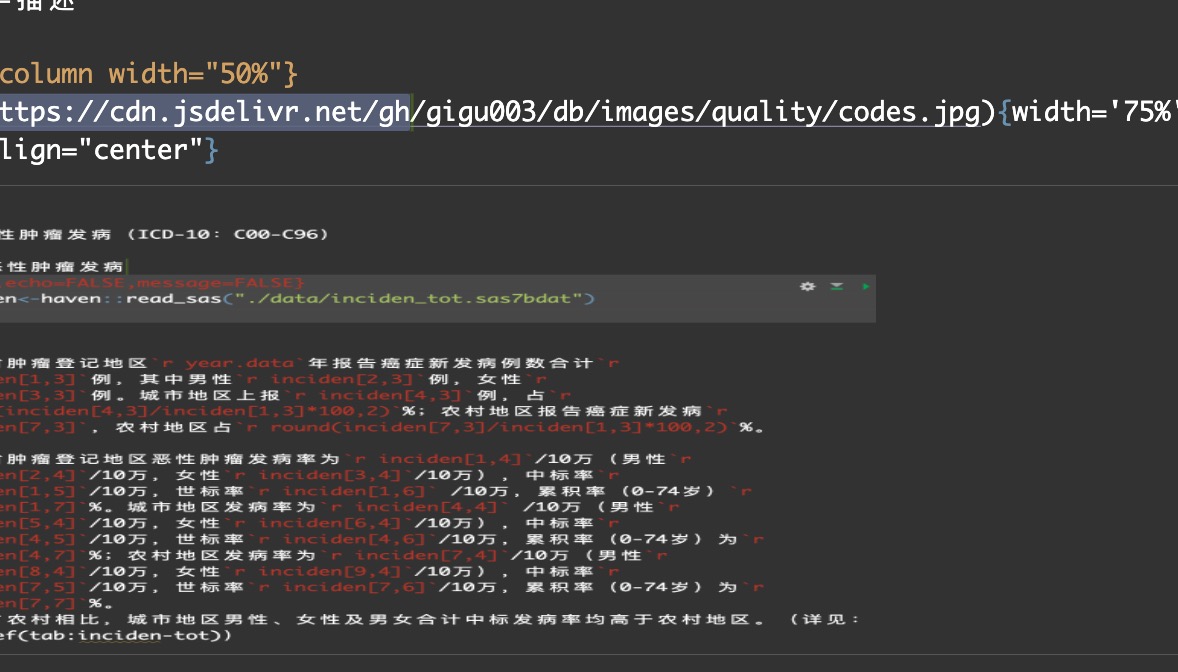 描述
column width="50%"}
ttps://cdn.jsdelivr.net/gh/gigu003/db/images/quality/codes.jpg){width='75%'
lign="center"}
性肿瘤发病 (ICD-10: C00-C96)
性肿瘤发病
,echo=FALSE,message=FALSE}
en<-haven::read_sas("./data/inciden_tot.sas7bdat")
肿瘤登记地区`r year.data`年报告癌症新发病例数合计`r
en[1,3]`例, 其中男性`r inciden[2,3]`例, 女性`r
en[3,3]`例。城市地区上报`r inciden[4,3]`例, 占`r
(inciden[4,3]/inciden[1,3]*100,2)`%; 农村地区报告癌症新发病`r
en[7,3]`, 农村地区占`r round(inciden[7,3]/inciden[1,3]*100,2)`%。
肿瘤登记地区恶性肿瘤发病率为`r inciden[1,4]`/10万 (男性`r
en[2,4]`/10万, 女性`r inciden[3,4]`/10万) , 中标率`r
en[1,5]`/10万, 世标率`r inciden[1,6]` /10万, 累积率 (0-74岁) `r
en[1,7]`%。城市地区发病率为`r inciden[4,4]` /10万 (男性`r
en[5,4]`/10万, 女性`r inciden[6,4]`/10万) , 中标率`r
en[4,5]`/10万, 世标率`r inciden[4,6]`/10万, 累积率 (0-74岁) 为`r
en[4,7]`%; 农村地区发病率为`r inciden[7,4]`/10万 (男性`r
en[8,4]`/10万, 女性`r inciden[9,4]`/10万) , 中标率`r
en[7,5]`/10万, 世标率`r inciden[7,6]`/10万, 累积率 (0-74岁) 为`r
en[7,7]`%。
农村相比, 城市地区男性、女性及男女合计中标发病率均高于农村地区。 (详见:
ef(tab:inciden-tot))